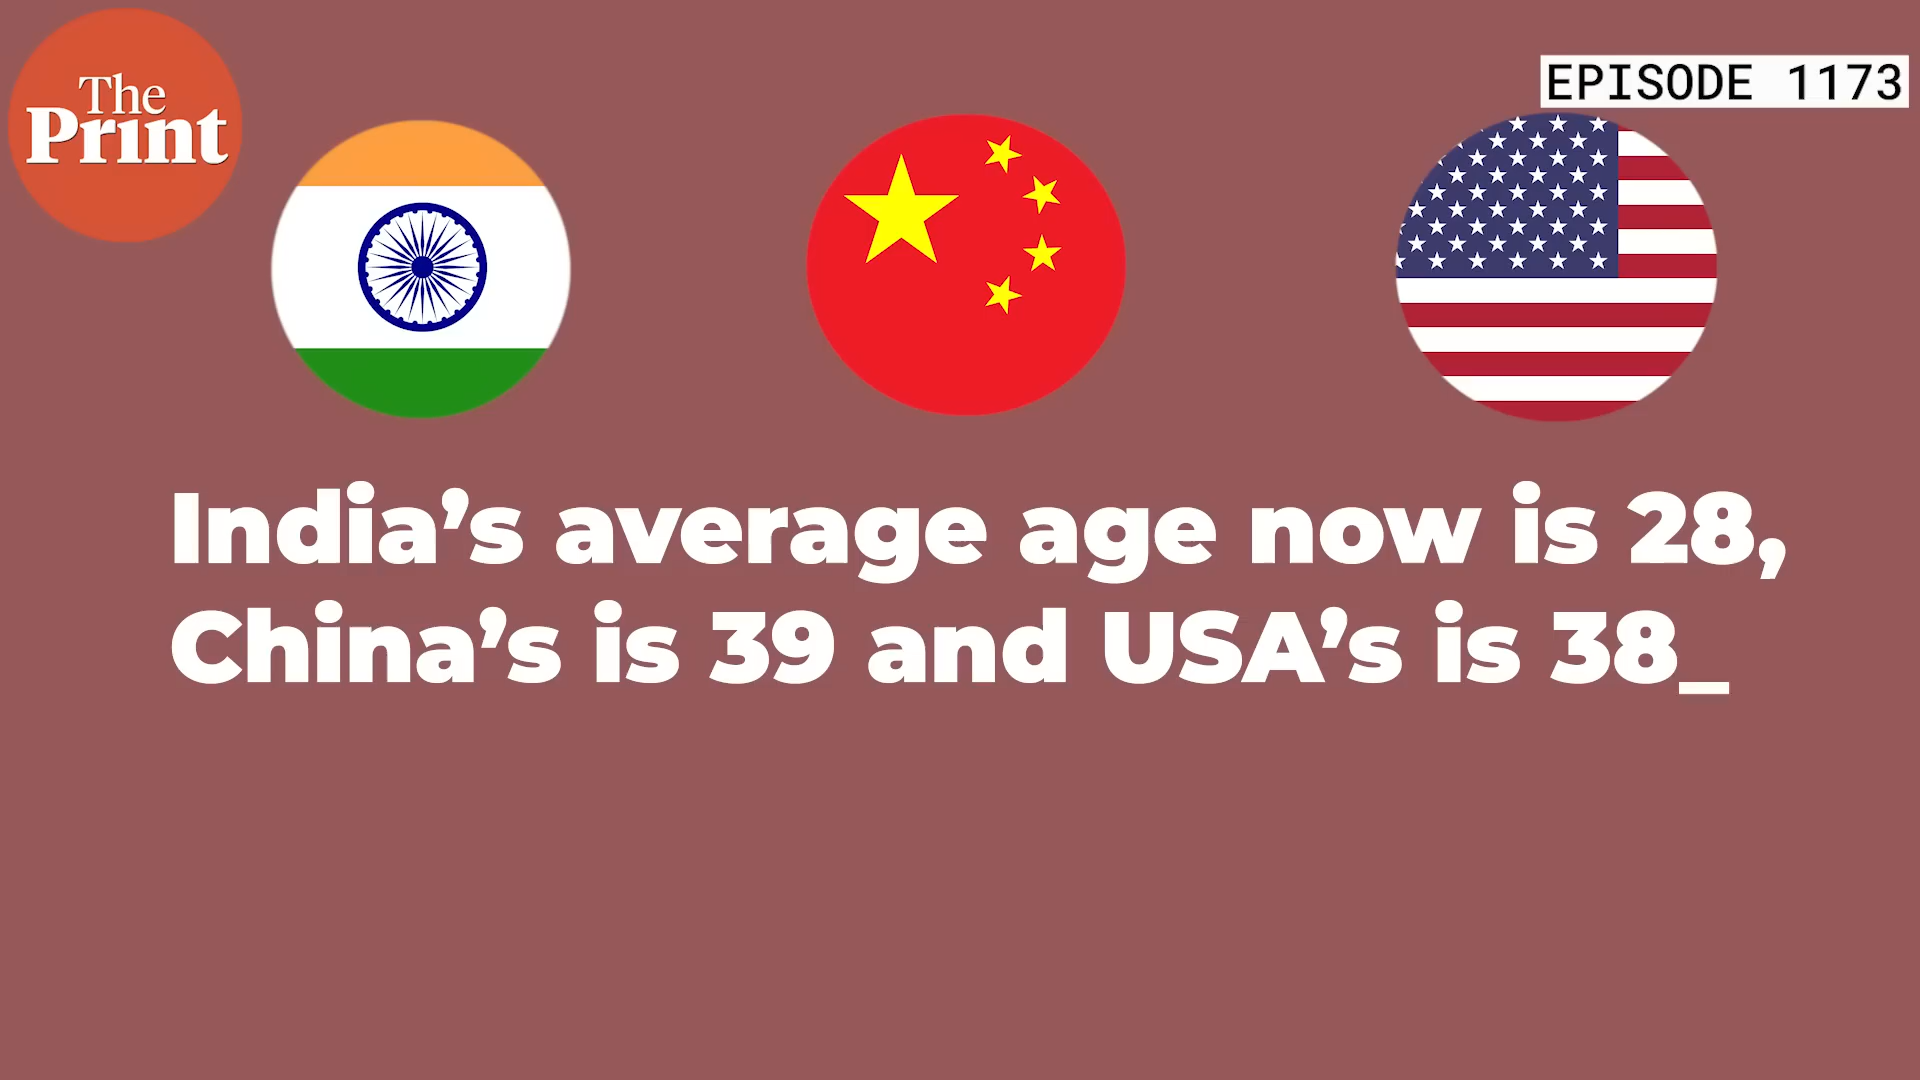 The
Print
EPISODE 1173
India’s average age now is 28,
China’s is 39 and USA’s is 38_